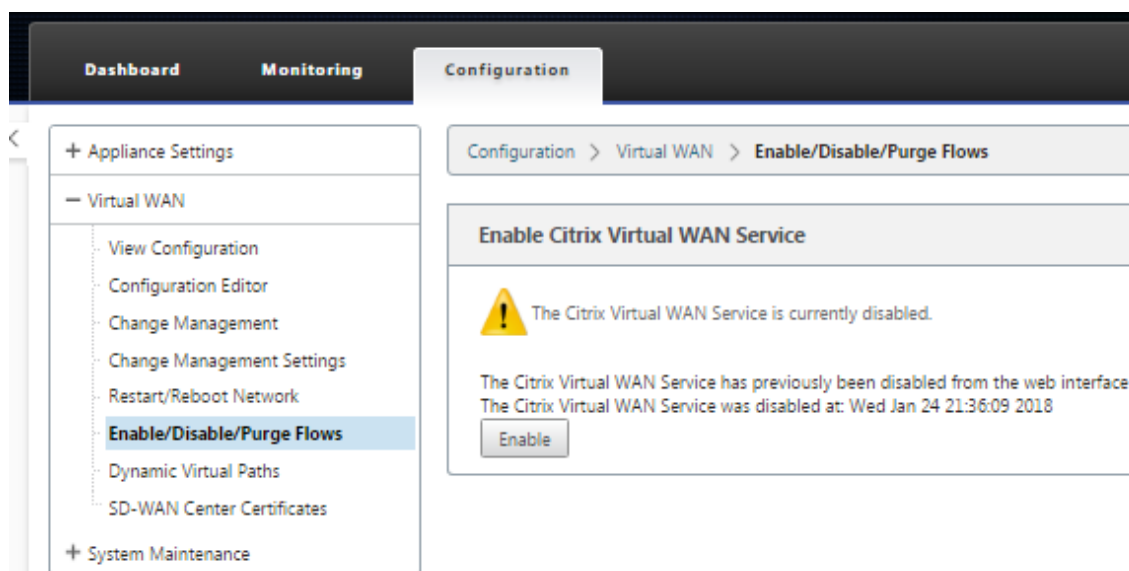 Dashboard Monitoring Configuration
+ Appliance Settings
− Virtual WAN
View Configuration
Configuration Editor
Change Management
Change Management Settings
Restart/Reboot Network
Enable/Disable/Purge Flows
Dynamic Virtual Paths
SD-WAN Center Certificates
+ System Maintenance
Configuration > Virtual WAN > Enable/Disable/Purge Flows
Enable Citrix Virtual WAN Service
The Citrix Virtual WAN Service is currently disabled.
The Citrix Virtual WAN Service has previously been disabled from the web interface
The Citrix Virtual WAN Service was disabled at: Wed Jan 24 21:36:09 2018
Enable